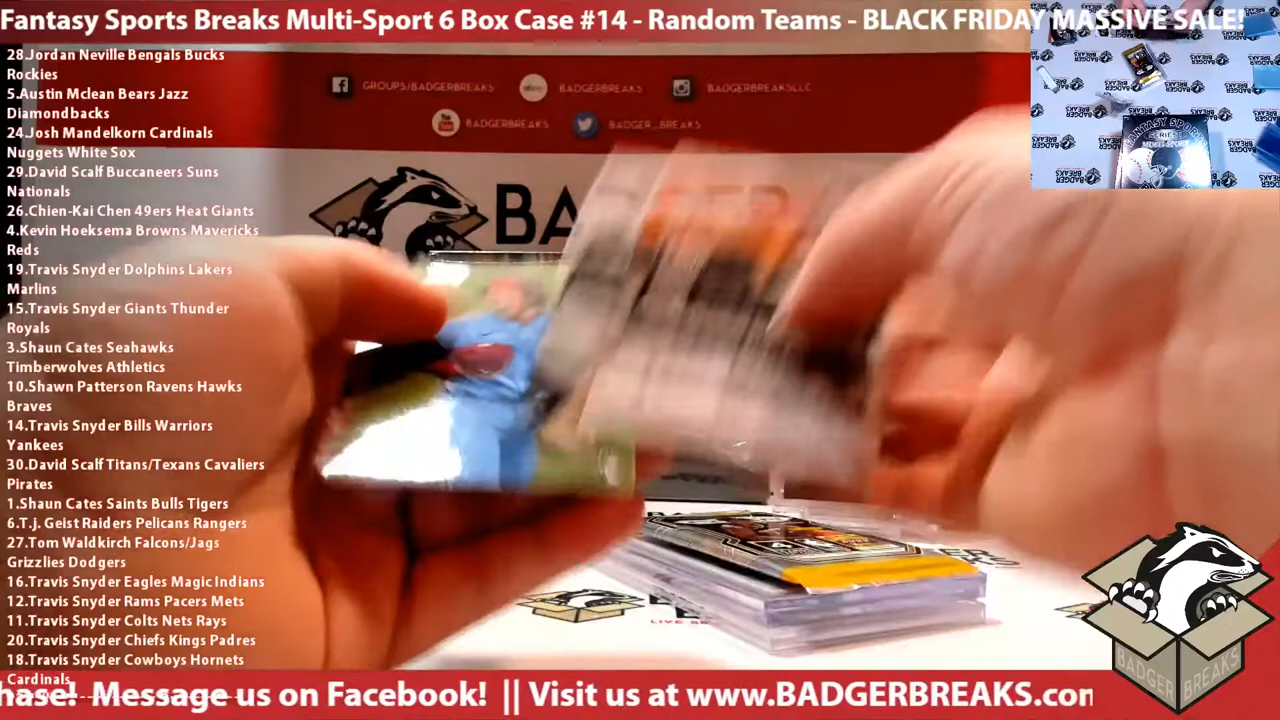 Fantasy Sports Breaks Multi-Sport 6 Box Case #14 - Random Teams - BLACK FRIDAY MASSIVE SALE!
28.Jordan Neville Bengals Bucks
Rockies
5.Austin Mclean Bears Jazz
Diamondbacks
24.Josh Mandelkorn Cardinals
Nuggets White Sox
29.David Scalf Buccaneers Suns
Nationals
26.Chien-Kai Chen 49ers Heat Giants
4.Kevin Hoeksema Browns Mavericks
Reds
19.Travis Snyder Dolphins Lakers
Marlins
15.Travis Snyder Giants Thunder
Royals
3.Shaun Cates Seahawks
Timberwolves Athletics
10.Shawn Patterson Ravens Hawks
Braves
14.Travis Snyder Bills Warriors
Yankees
30.David Scalf Titans/Texans Cavaliers
Pirates
1.Shaun Cates Saints Bulls Tigers
6.T.j. Geist Raiders Pelicans Rangers
27.Tom Waldkirch Falcons/Jags
Grizzlies Dodgers
16.Travis Snyder Eagles Magic Indians
12.Travis Snyder Rams Pacers Mets
11.Travis Snyder Colts Nets Rays
20.Travis Snyder Chiefs Kings Padres
18.Travis Snyder Cowboys Hornets
Cardinals
GROUPS/BADGERBREAKS
BADGERBREAKS
BADGERBREAKSLLC
BADGERBREAKS
BADGER_BREAKS
BA
FANTASY SPORTS
SERIES
MULTI-SPORT
BADGER BREAKS
hase! Message us on Facebook! || Visit us at www.BADGERBREAKS.com